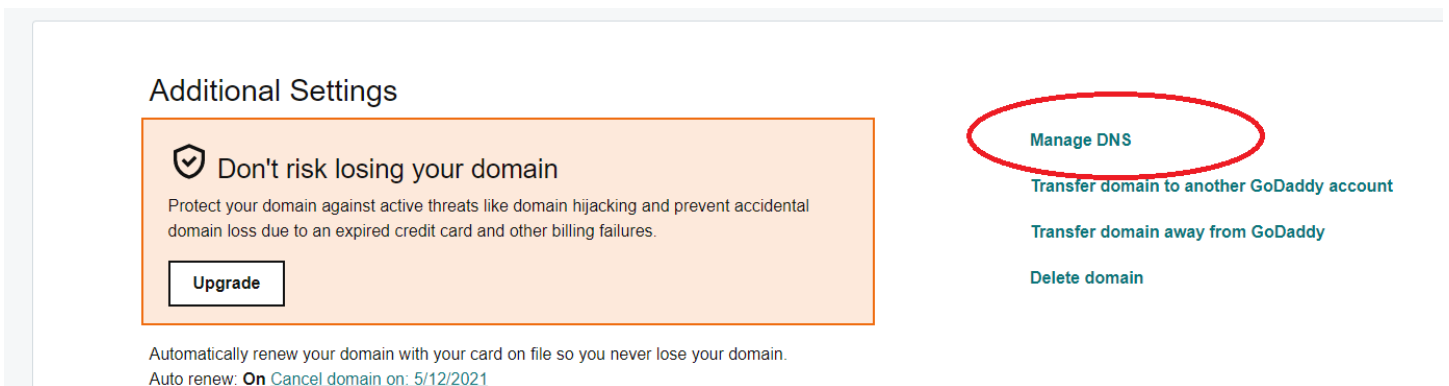 Additional Settings
Don't risk losing your domain
Protect your domain against active threats like domain hijacking and prevent accidental
domain loss due to an expired credit card and other billing failures.
Upgrade
Automatically renew your domain with your card on file so you never lose your domain.
Auto renew: On Cancel domain on: 5/12/2021
Manage DNS
Transfer domain to another GoDaddy account
Transfer domain away from GoDaddy
Delete domain